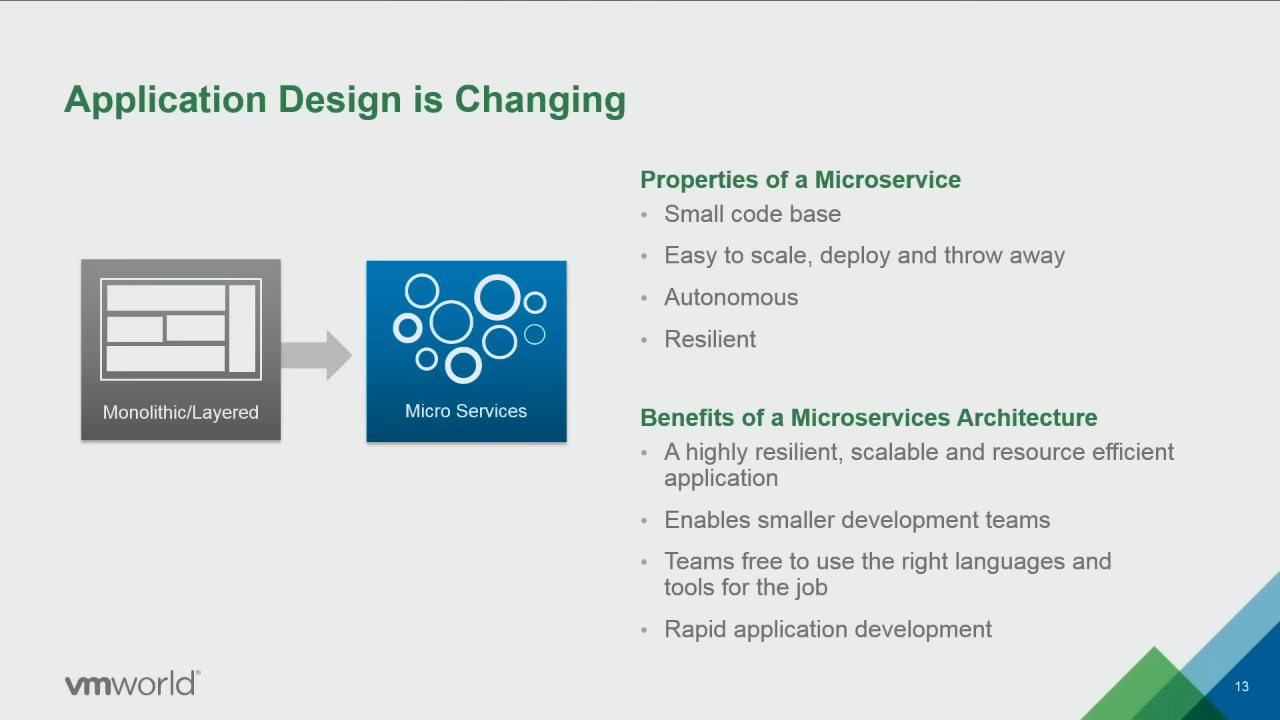 Application Design is Changing
Monolithic/Layered
Micro Services
Properties of a Microservice
• Small code base
• Easy to scale, deploy and throw away
• Autonomous
• Resilient
Benefits of a Microservices Architecture
• A highly resilient, scalable and resource efficient
application
• Enables smaller development teams
• Teams free to use the right languages and
tools for the job
• Rapid application development
vmworld®
13